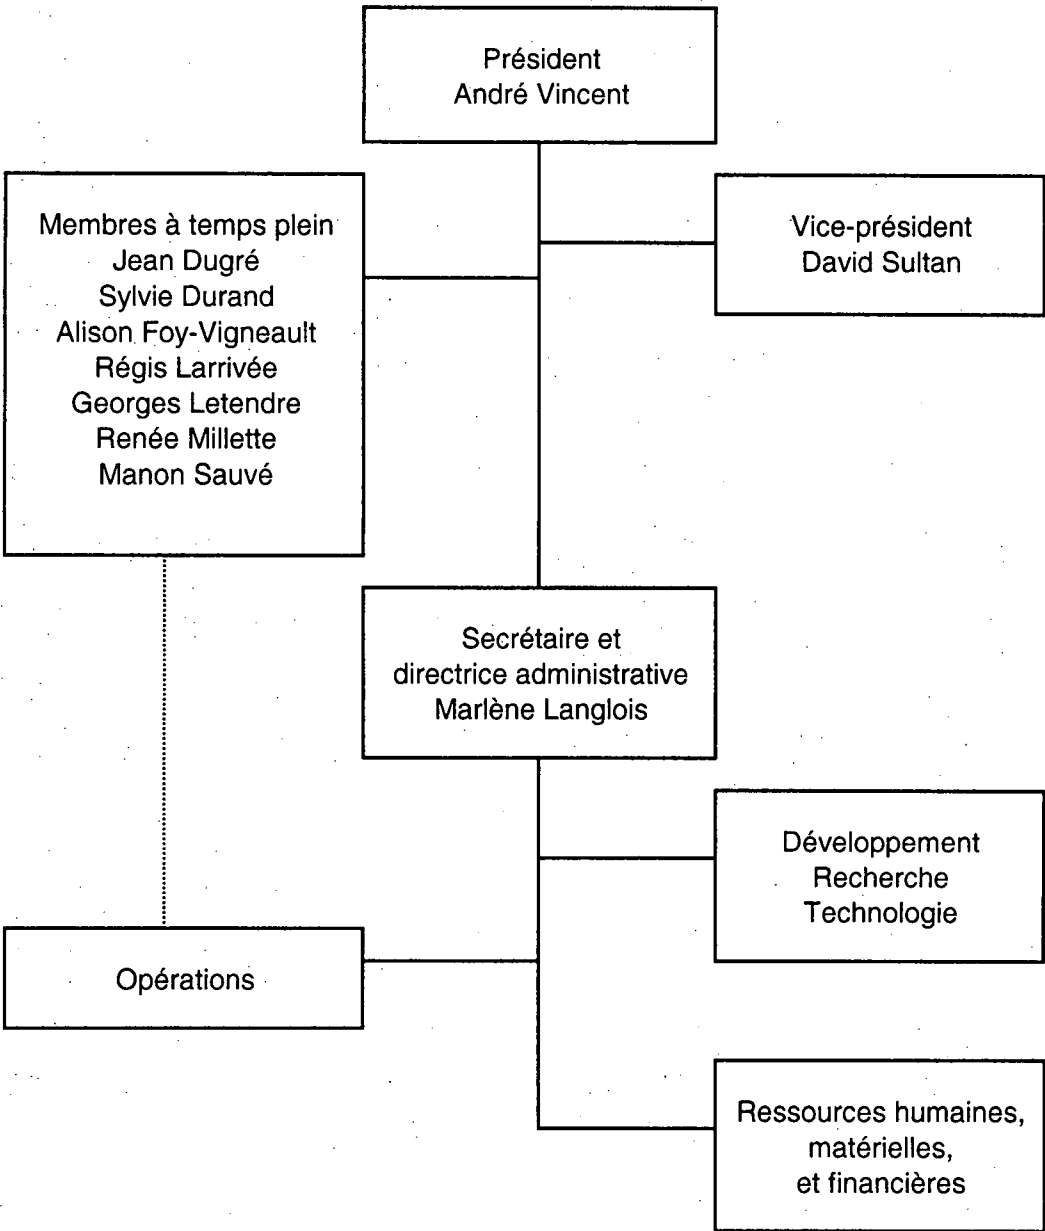 Président
André Vincent
Membres à temps plein
Jean Dugré
Sylvie Durand
Alison Foy-Vigneault
Régis Larrivée
Georges Letendre
Renée Millette
Manon Sauvé
Vice-président
David Sultan
Secrétaire et
directrice administrative
Marlène Langlois
Développement
Recherche
Technologie
Opérations
Ressources humaines,
matérielles,
et financières